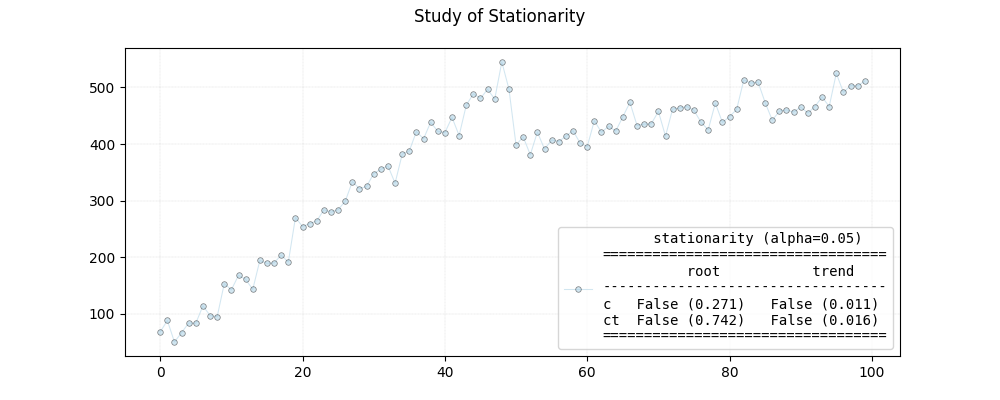 Study of Stationarity
500
400
300
200
100
0
20
40
60
80
100
stationarity (alpha=0.05)
==================================
root trend
----------------------------------
c False (0.271) False (0.011)
ct False (0.742) False (0.016)
==================================